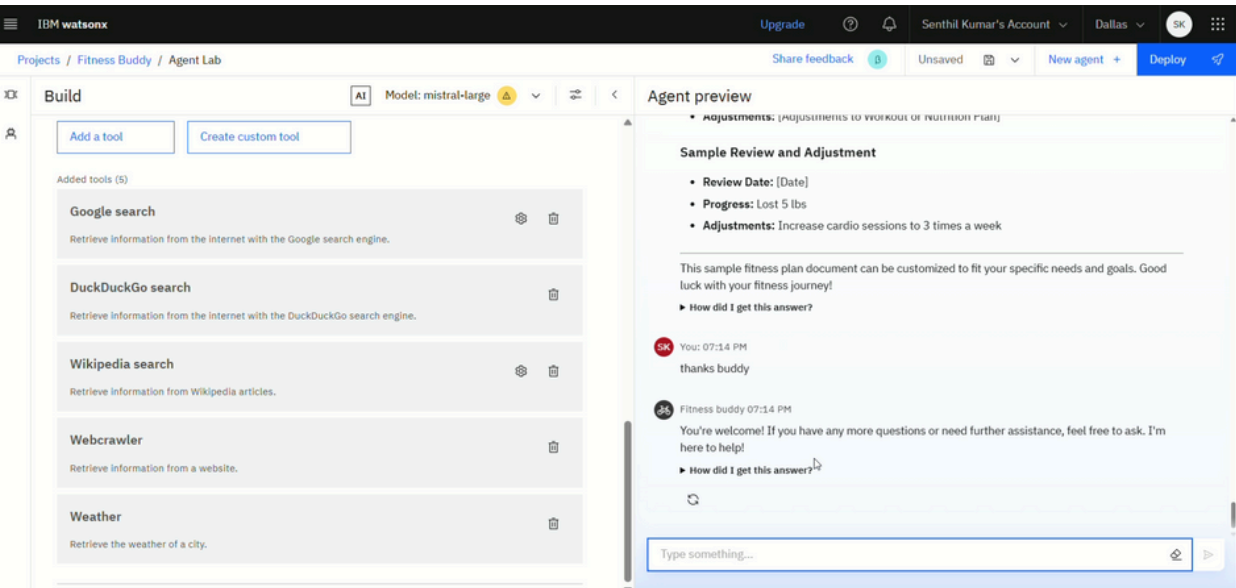 IBM watsonx
Upgrade
Senthil Kumar's Account
Dallas
SK
Projects / Fitness Buddy / Agent Lab
Share feedback
β
Unsaved
New agent +
Deploy
Build
AI
Model: mistral-large
Agent preview
Add a tool
Create custom tool
Added tools (5)
Google search
Retrieve information from the internet with the Google search engine.
DuckDuckGo search
Retrieve information from the internet with the DuckDuckGo search engine.
Wikipedia search
Retrieve information from Wikipedia articles.
Webcrawler
Retrieve information from a website.
Weather
Retrieve the weather of a city.
• Adjustments: [Adjustments to Workout or Nutrition Plan]
Sample Review and Adjustment
• Review Date: [Date]
• Progress: Lost 5 lbs
• Adjustments: Increase cardio sessions to 3 times a week
This sample fitness plan document can be customized to fit your specific needs and goals. Good
luck with your fitness journey!
How did I get this answer?
SK
You: 07:14 PM
thanks buddy
Fitness buddy 07:14 PM
You're welcome! If you have any more questions or need further assistance, feel free to ask. I'm
here to help!
How did I get this answer?
Type something...